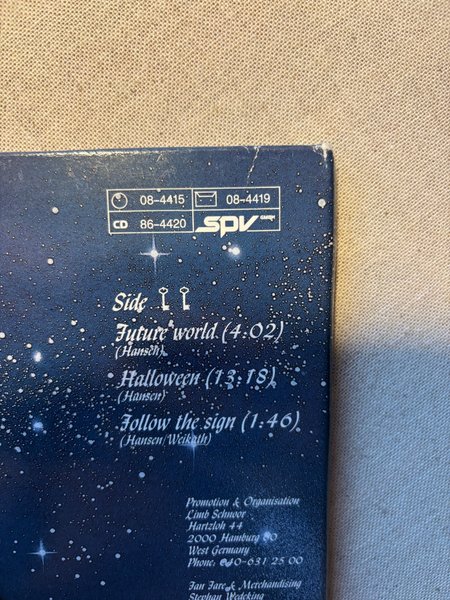 08-4415 08-4419
CD 86-4420 SPV GMBH
Side
Future world (4:02)
(Hansen)
Halloween (13:18)
(Hansen)
Follow the sign (1:46)
(Hansen/Weikath)
Promotion & Organisation
Limb Schnoor
Hartzloh 44
2000 Hamburg 60
West Germany
Phone: 040-631 25 00
Fan Fare & Merchandising
Stephan Wedeking